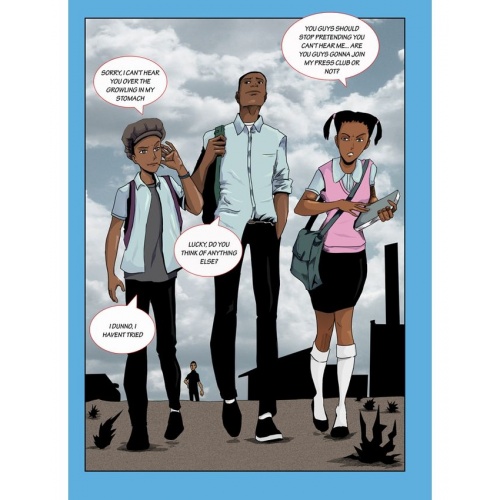 YOU GUYS SHOULD
STOP PRETENDING YOU
CAN'T HEAR ME... ARE
YOU GUYS GONNA JOIN
MY PRESS CLUB OR
NOT?
SORRY, I CAN'T HEAR
YOU OVER THE
GROWLING IN MY
STOMACH
LUCKY, DO YOU
THINK OF ANYTHING
ELSE?
I DUNNO, I
HAVENT TRIED